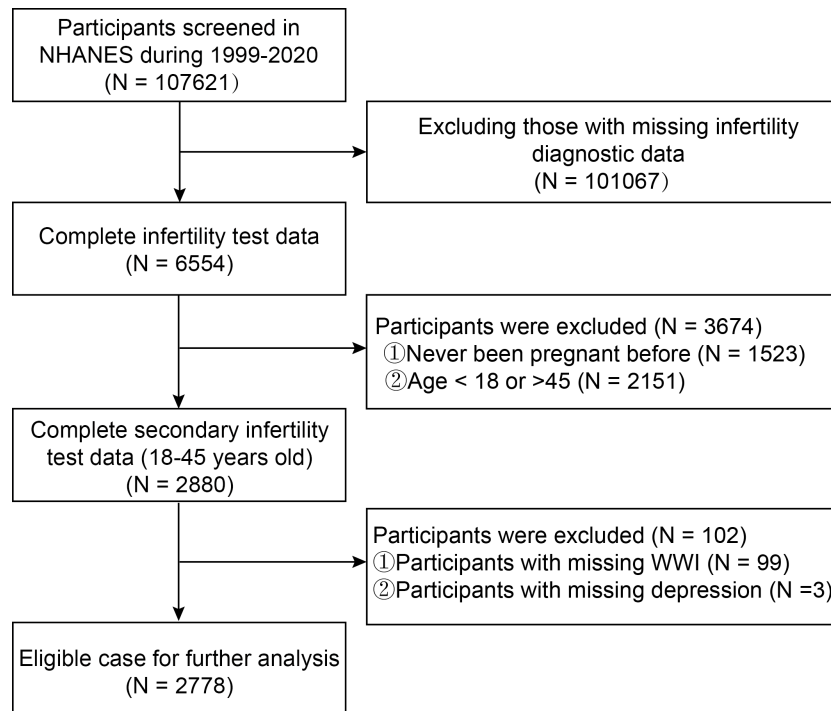 Participants screened in
NHANES during 1999-2020
(N = 107621）
Excluding those with missing infertility
diagnostic data
(N = 101067）
Complete infertility test data
(N = 6554)
Participants were excluded (N = 3674)
①Never been pregnant before (N = 1523)
②Age < 18 or >45 (N = 2151)
Complete secondary infertility
test data (18-45 years old)
(N = 2880)
Participants were excluded (N = 102)
①Participants with missing WWI (N = 99)
②Participants with missing depression (N =3)
Eligible case for further analysis
(N = 2778)